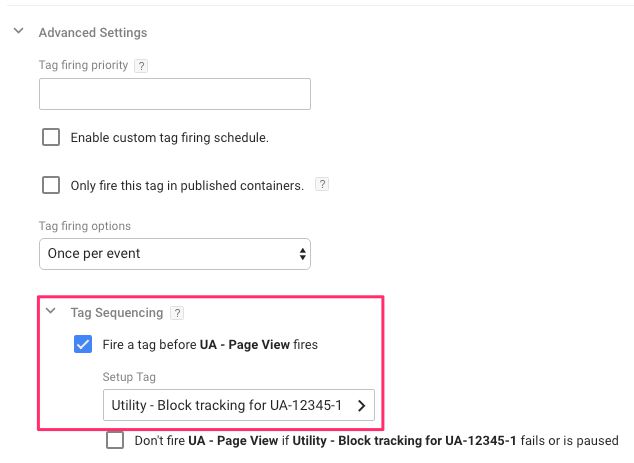 Advanced Settings
Tag firing priority ?
Enable custom tag firing schedule.
Only fire this tag in published containers. ?
Tag firing options
Once per event
Tag Sequencing ?
Fire a tag before UA - Page View fires
Setup Tag
Utility - Block tracking for UA-12345-1
Don't fire UA - Page View if Utility - Block tracking for UA-12345-1 fails or is paused